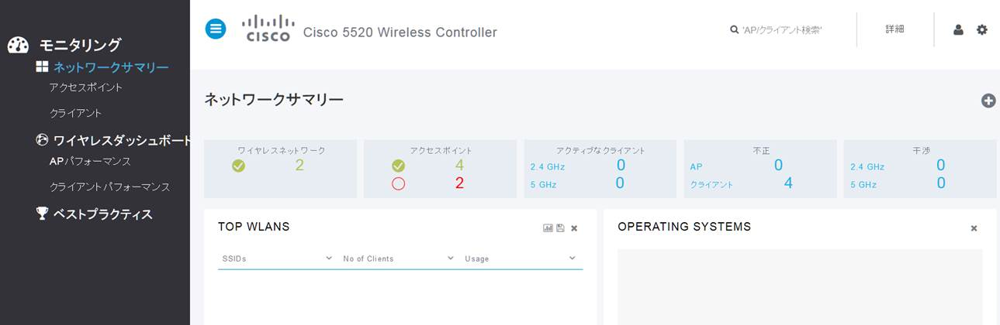 モニタリング
ネットワークサマリー
アクセスポイント
クライアント
ワイヤレスダッシュボード
APパフォーマンス
クライアントパフォーマンス
ベストプラクティス
CISCO
Cisco 5520 Wireless Controller
'AP/クライアント検索'
詳細
ネットワークサマリー
ワイヤレスネットワーク
2
アクセスポイント
4
2
アクティブなクライアント
2.4 GHz 0
5 GHz 0
不正
AP 0
クライアント 4
干渉
2.4 GHz 0
5 GHz 0
TOP WLANS
SSIDs No of Clients Usage
OPERATING SYSTEMS